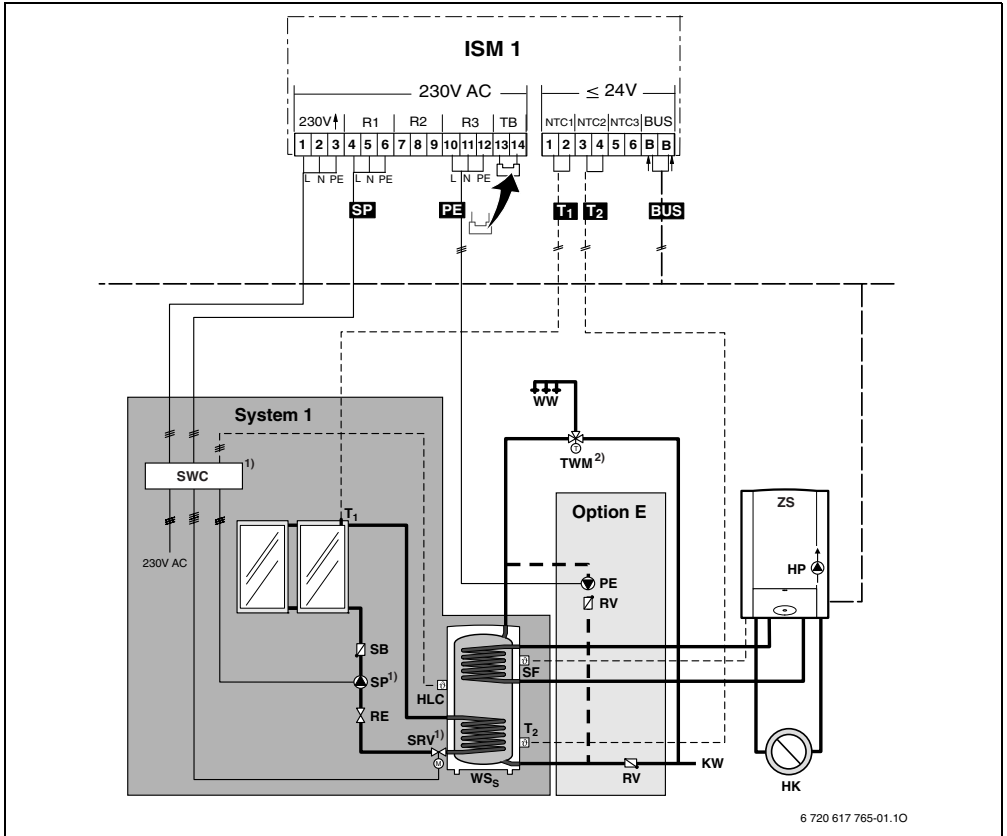 ISM 1
230V AC
≤ 24V
230V R1 R2 R3 TB
NTC1 NTC2 NTC3 BUS
1 2 3 4 5 6 7 8 9 10 11 12 13 14
1 2 3 4 5 6 B B
L N PE L N PE L N PE
SP
PE
T1
T2
BUS
System 1
SWC 1)
230V AC
T1
SB
SP1)
RE
SRV1)
M
HLC
WSS
SF
T2
WW
TWM2)
T
Option E
PE
RV
RV
KW
ZS
HP
HK
6 720 617 765-01.1O